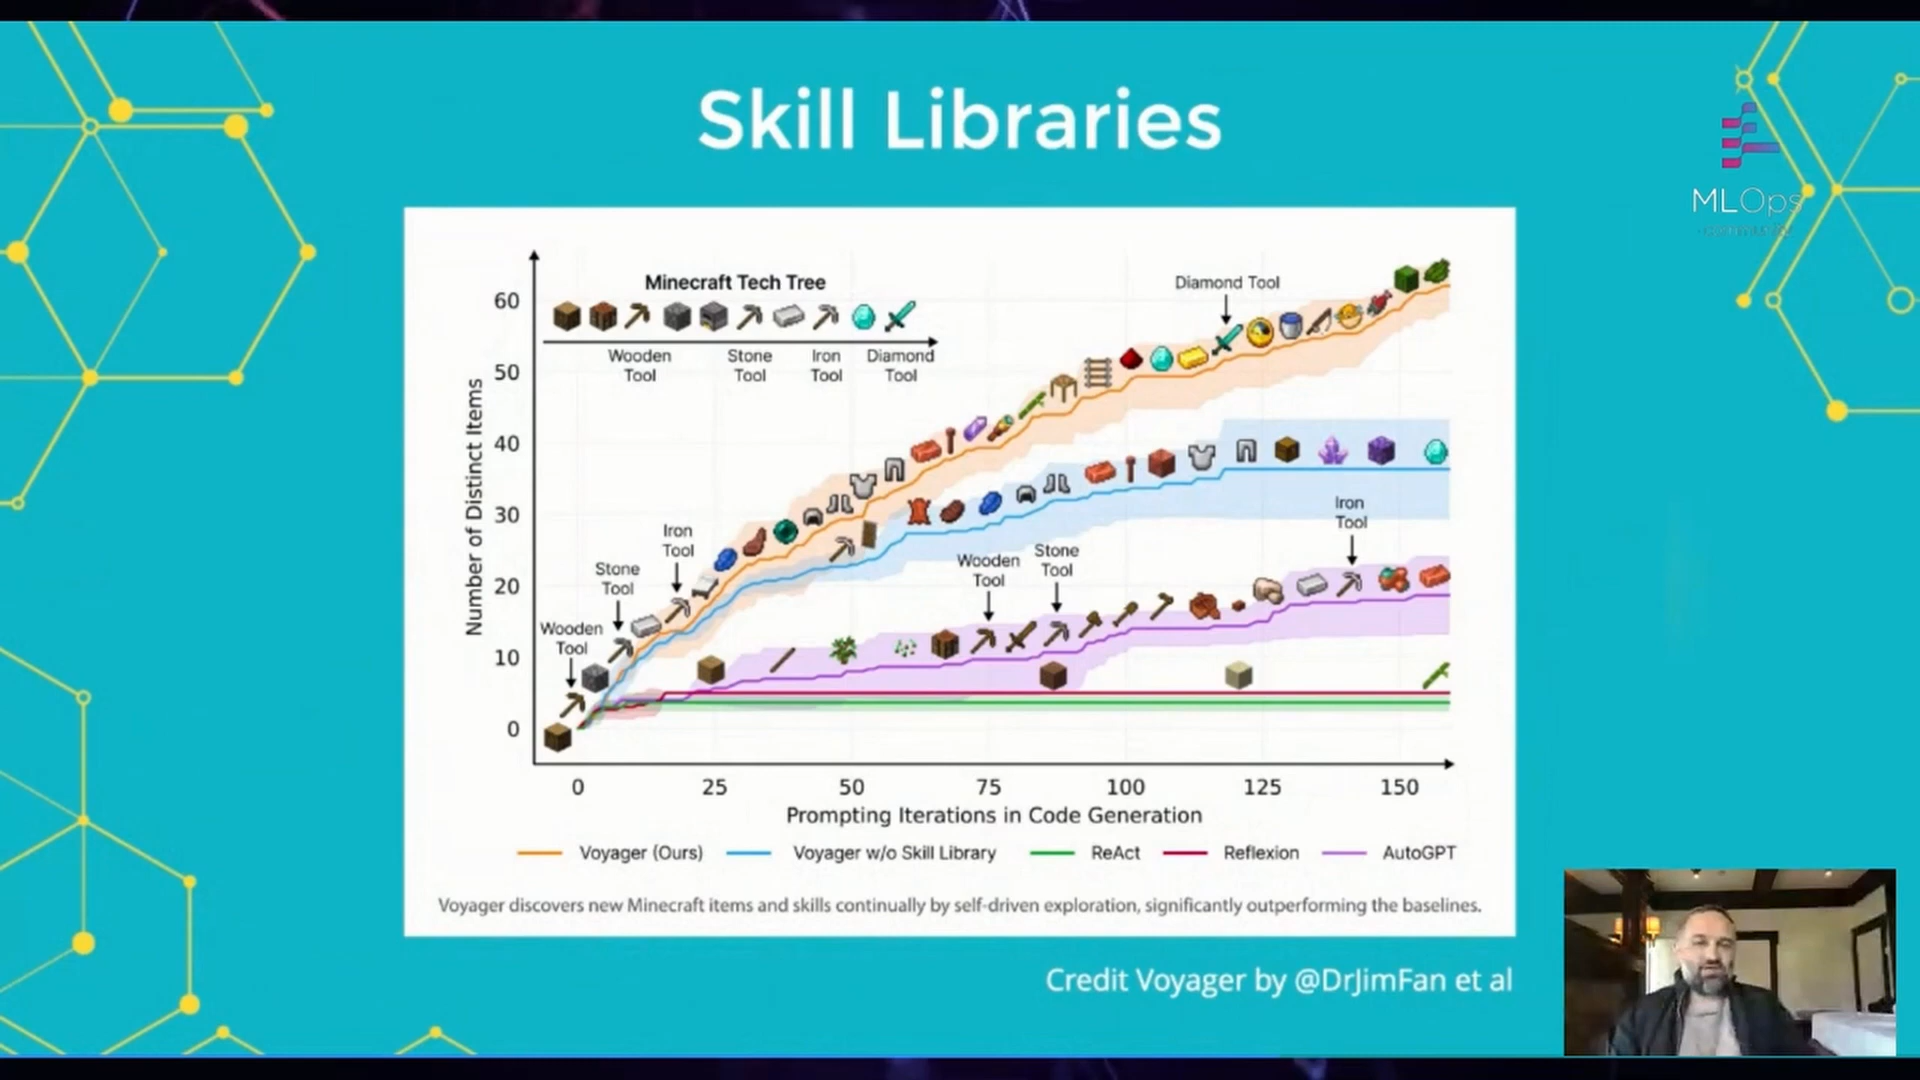 Skill Libraries
MLOps
Minecraft Tech Tree
Wooden Tool
Stone Tool
Iron Tool
Diamond Tool
Diamond Tool
Number of Distinct Items
60
50
40
30
20
10
0
Wooden Tool
Stone Tool
Iron Tool
Wooden Tool
Stone Tool
Iron Tool
0 25 50 75 100 125 150
Prompting Iterations in Code Generation
Voyager (Ours) Voyager w/o Skill Library ReAct Reflexion AutoGPT
Voyager discovers new Minecraft items and skills continually by self-driven exploration, significantly outperforming the baselines.
Credit Voyager by @DrJimFan et al